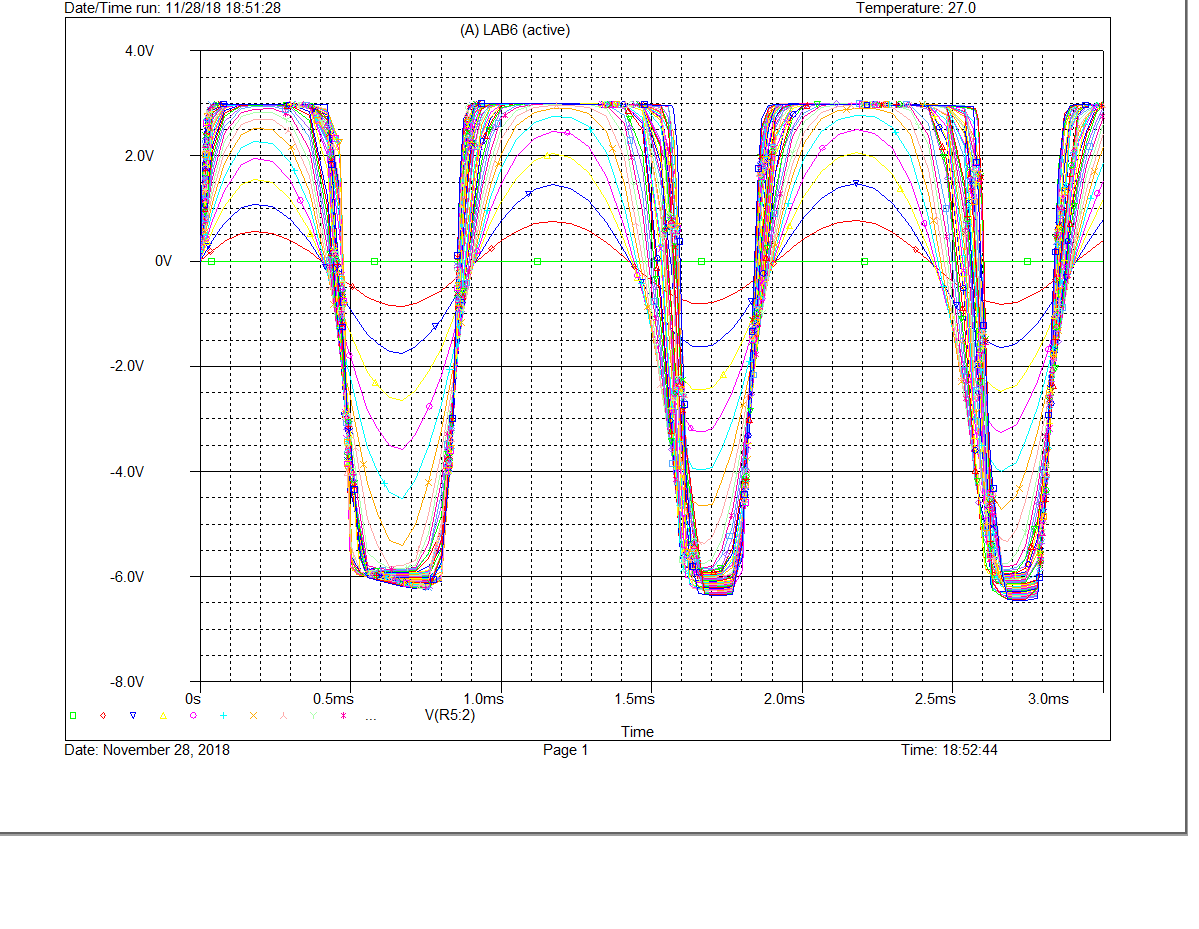 Date/Time run: 11/28/18 18:51:28 Temperature: 27.0
(A) LAB6 (active)
4.0V
2.0V
0V
-2.0V
-4.0V
-6.0V
-8.0V
0s 0.5ms 1.0ms 1.5ms 2.0ms 2.5ms 3.0ms
... V(R5:2)
Time
Date: November 28, 2018 Page 1 Time: 18:52:44